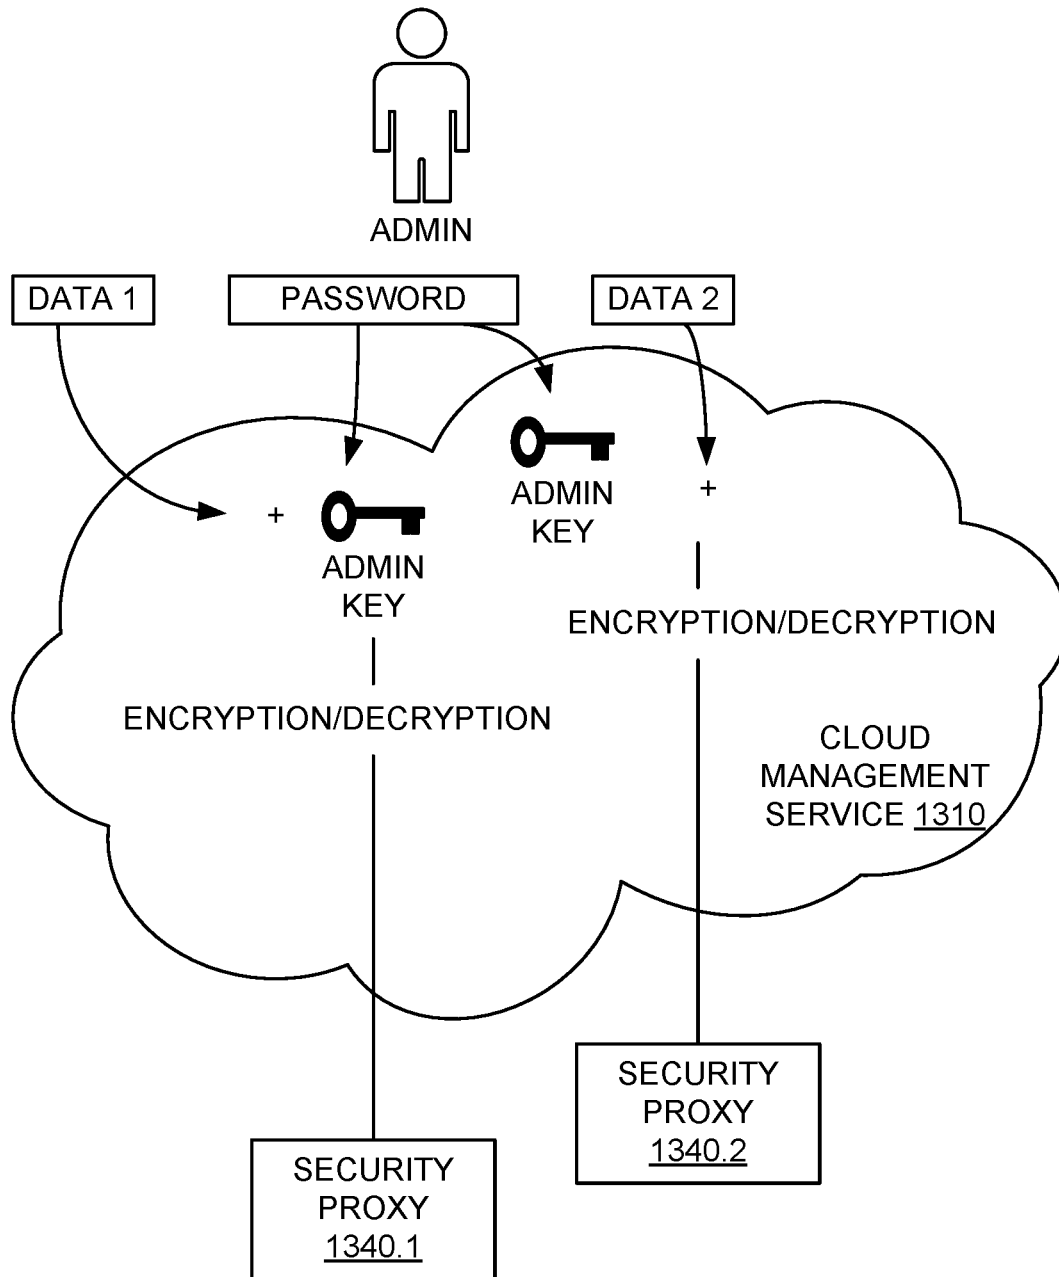 ADMIN
DATA 1
PASSWORD
DATA 2
+
ADMIN
KEY
ADMIN
KEY
+
ENCRYPTION/DECRYPTION
ENCRYPTION/DECRYPTION
CLOUD
MANAGEMENT
SERVICE 1310
SECURITY
PROXY
1340.2
SECURITY
PROXY
1340.1